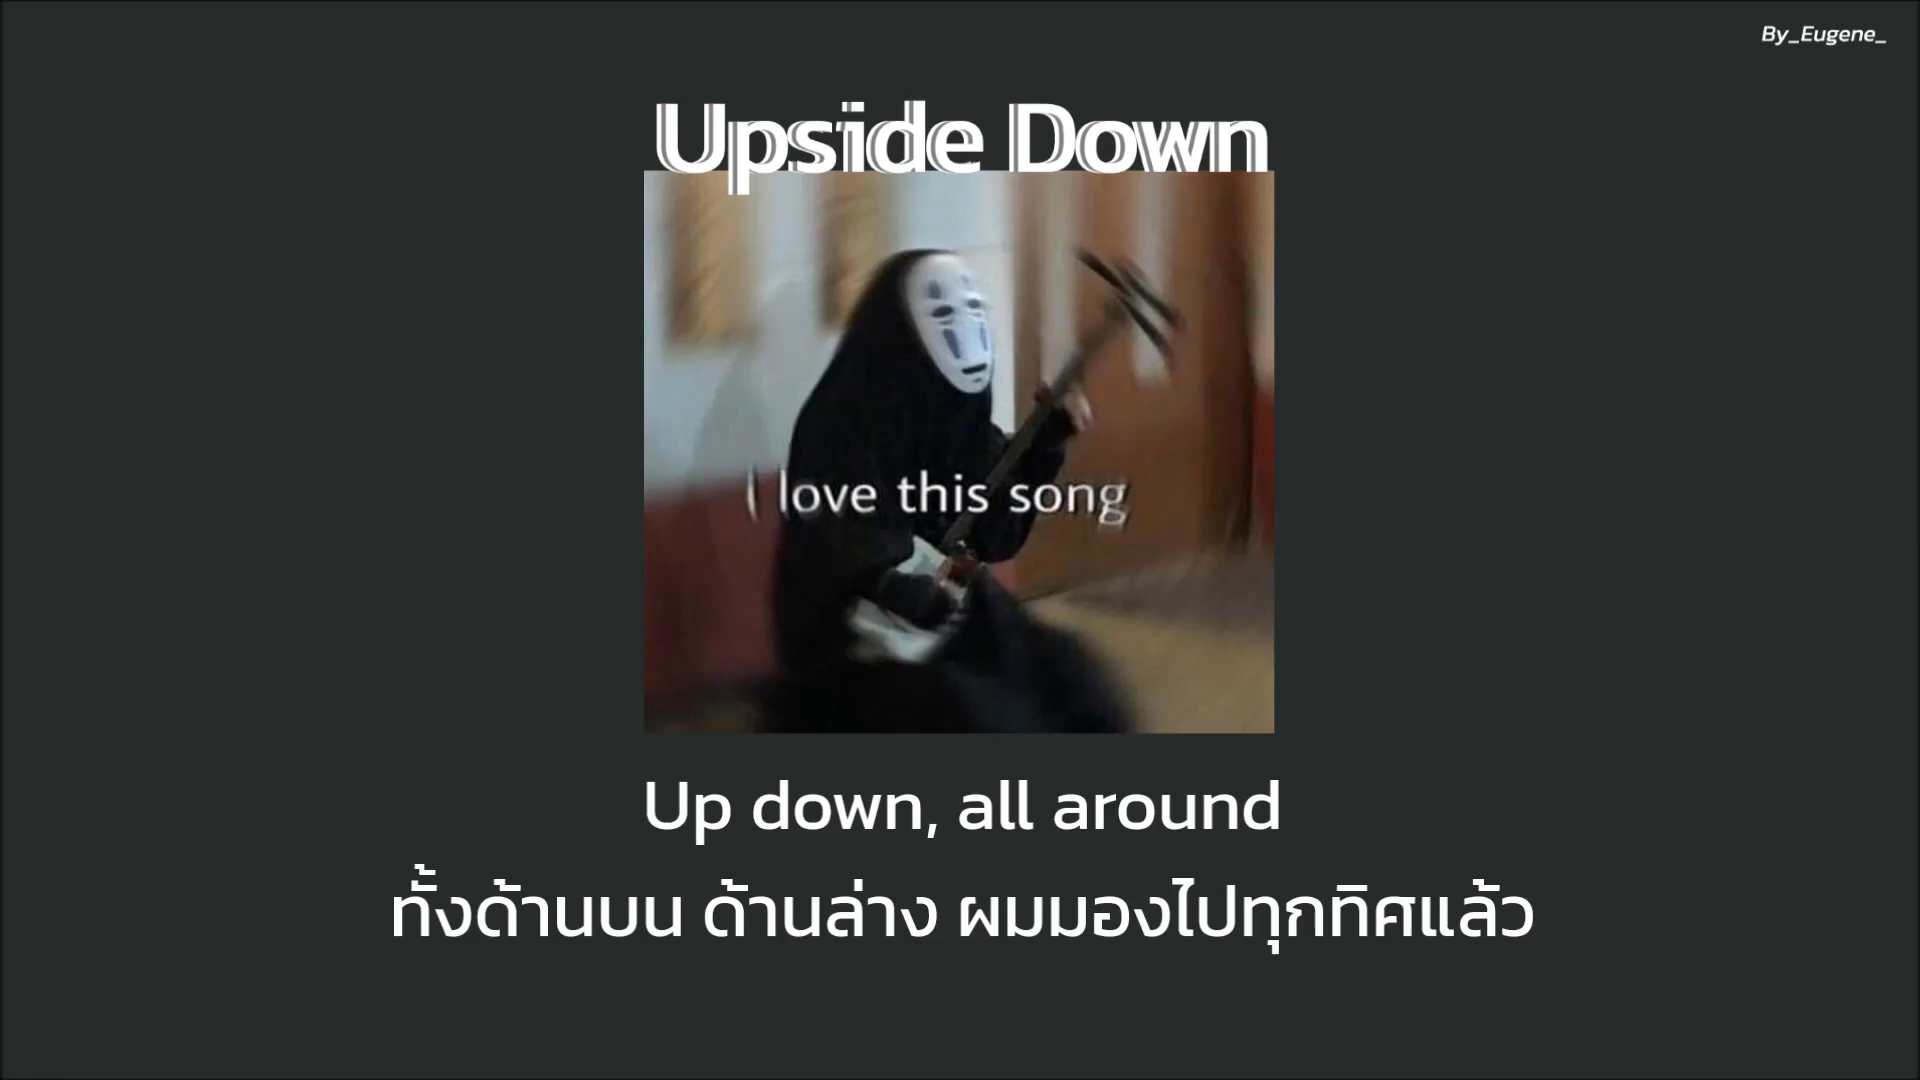 By_Eugene_
Upside Down
I love this song
Up down, all around
ทั้งด้านบน ด้านล่าง ผมมองไปทุกทิศแล้ว